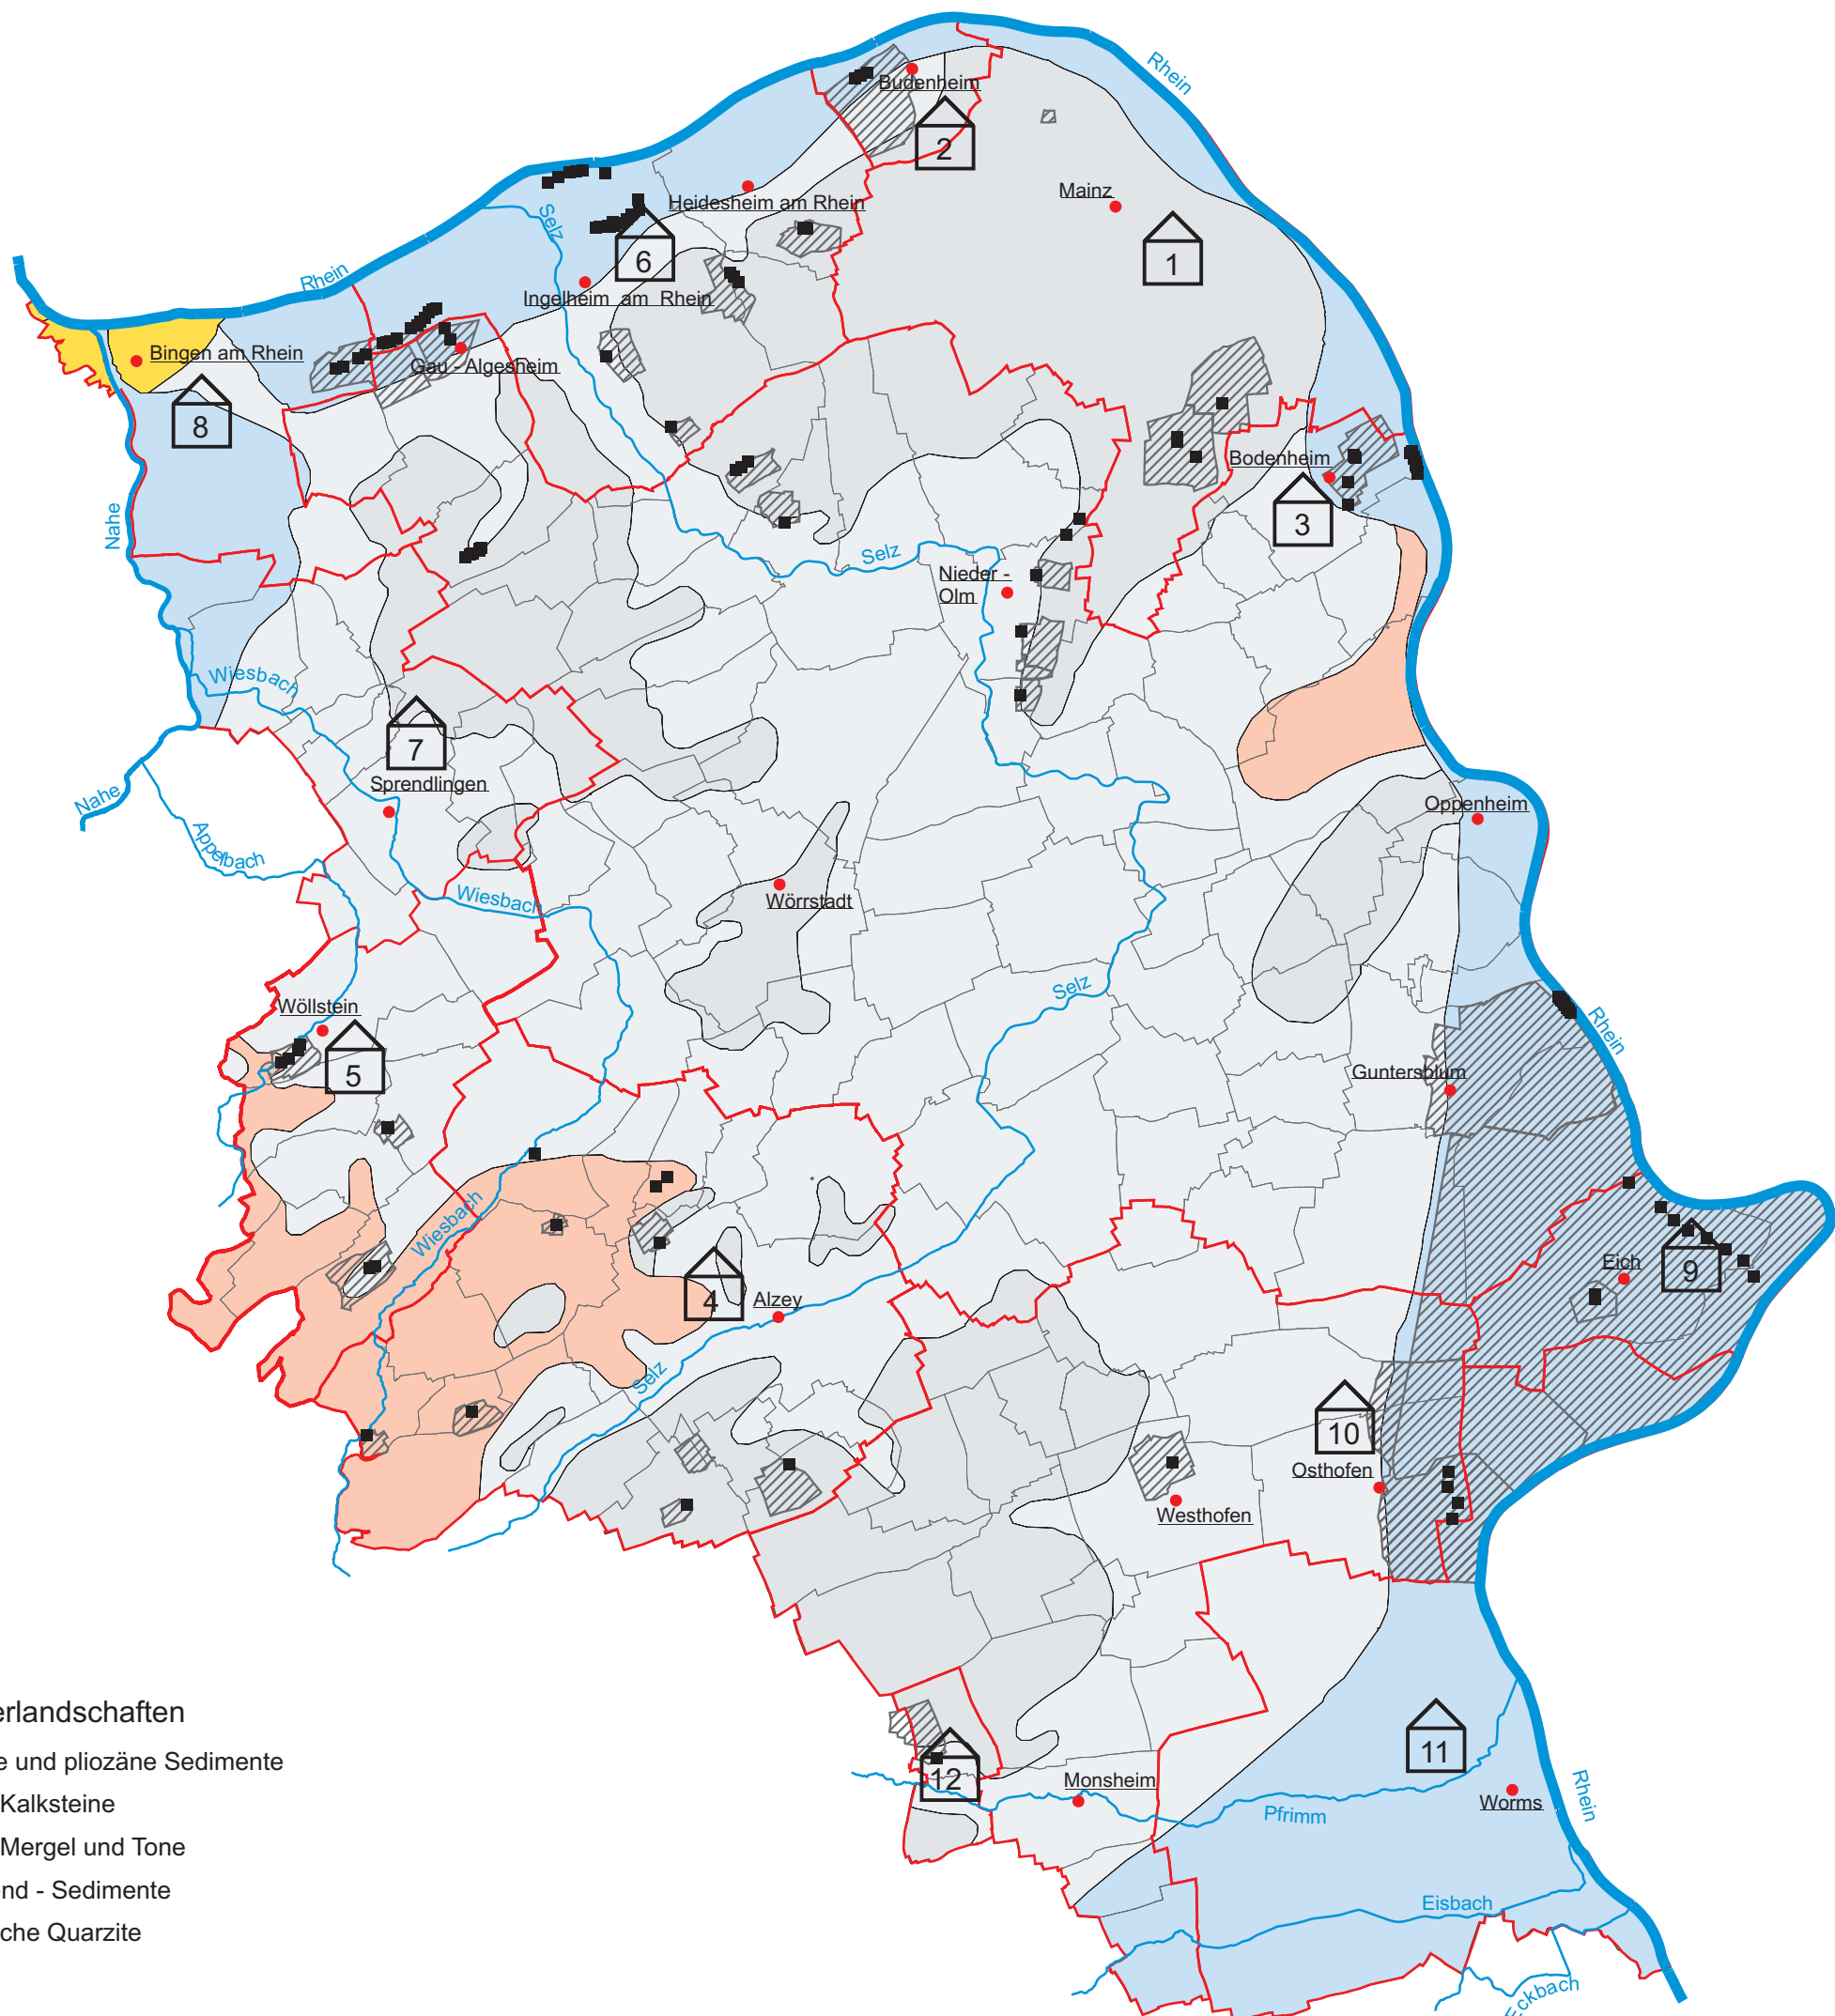 Rhein
Budenheim
2
Mainz
Heidesheim am Rhein
Selz
1
6
Rhein
Ingelheim am Rhein
Bingen am Rhein
Gau - Algesheim
8
Bodenheim
3
Nahe
Selz
Nieder -
Olm
Wiesbach
7
Sprendlingen
Nahe
Oppenheim
Appelbach
Wiesbach
Wörrstadt
Selz
Wöllstein
Rhein
5
Guntersblum
Wiesbach
Eich
9
4
Alzey
Selz
10
Osthofen
Westhofen
erlandschaften
e und pliozäne Sedimente
11
12
Monsheim
Rhein
Kalksteine
Worms
Pfrimm
Mergel und Tone
end - Sedimente
Eisbach
che Quarzite
Eckbach